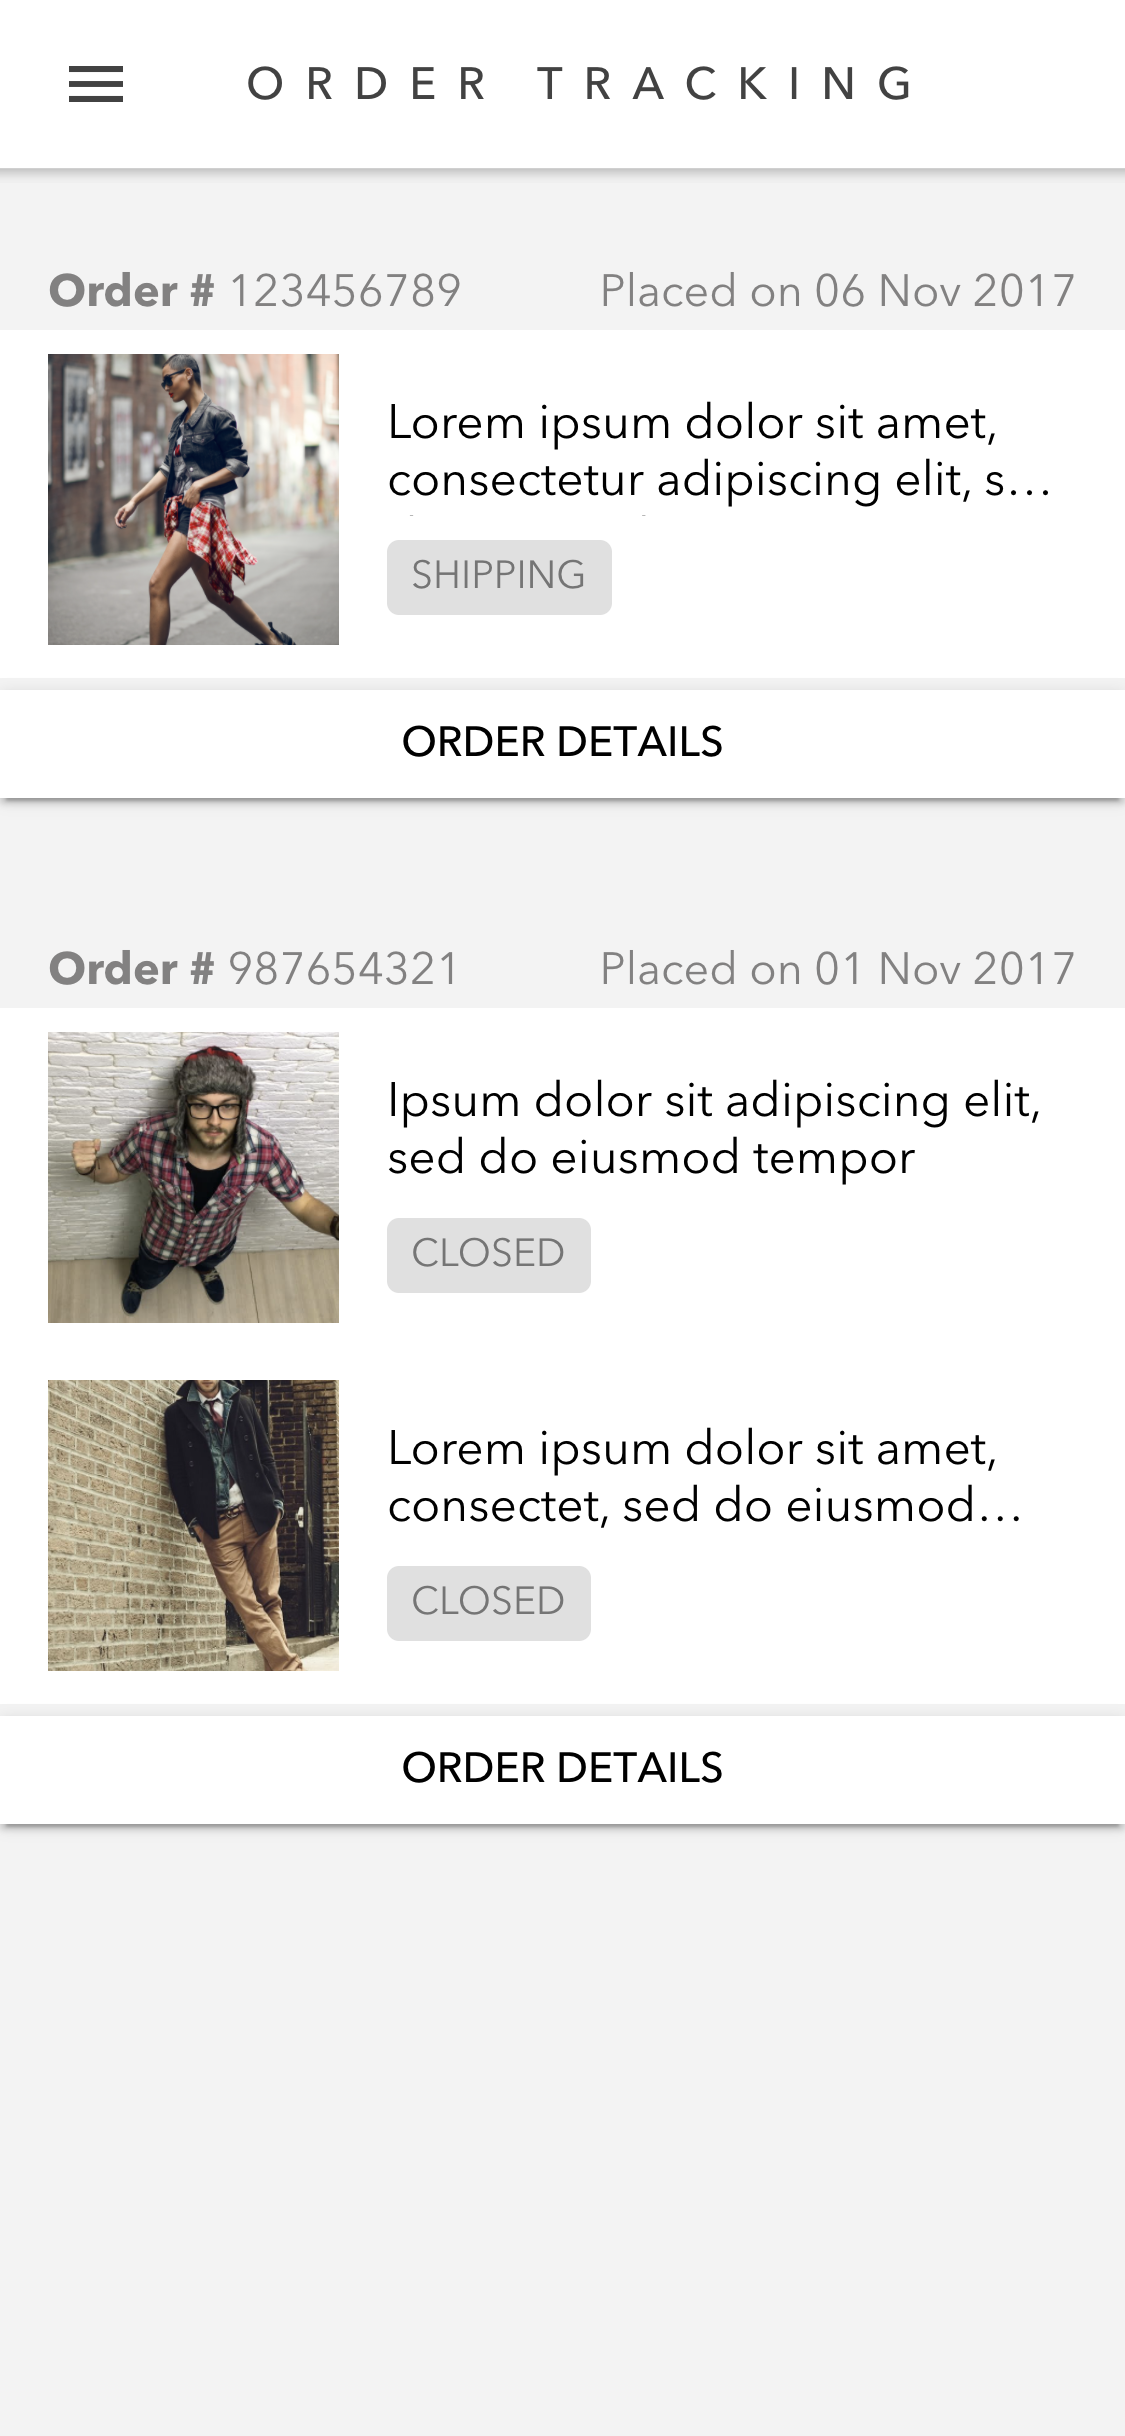 ORDER TRACKING
Order # 123456789 Placed on 06 Nov 2017
Lorem ipsum dolor sit amet,
consectetur adipiscing elit, s…
SHIPPING
ORDER DETAILS
Order # 987654321 Placed on 01 Nov 2017
Ipsum dolor sit adipiscing elit,
sed do eiusmod tempor
CLOSED
Lorem ipsum dolor sit amet,
consectet, sed do eiusmod…
CLOSED
ORDER DETAILS